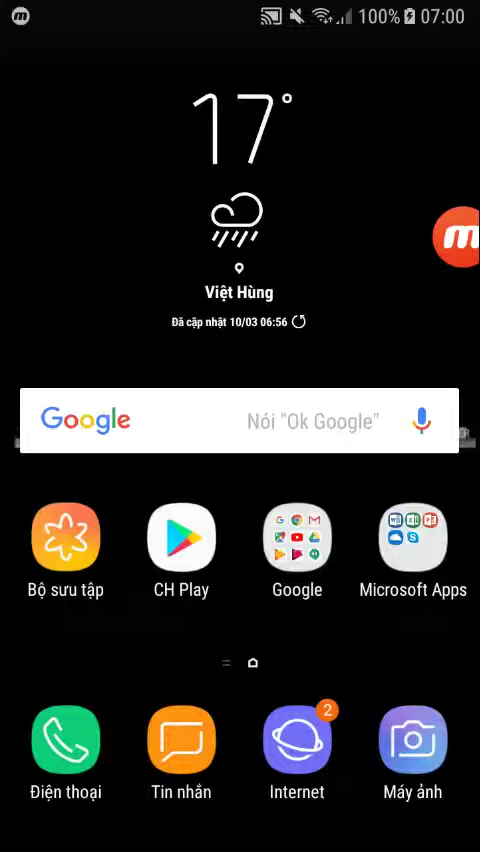 100% 07:00
17°
Việt Hùng
Đã cập nhật 10/03 06:56
Google Nói "Ok Google"
Bộ sưu tập CH Play Google Microsoft Apps
2
Điện thoại Tin nhắn Internet Máy ảnh